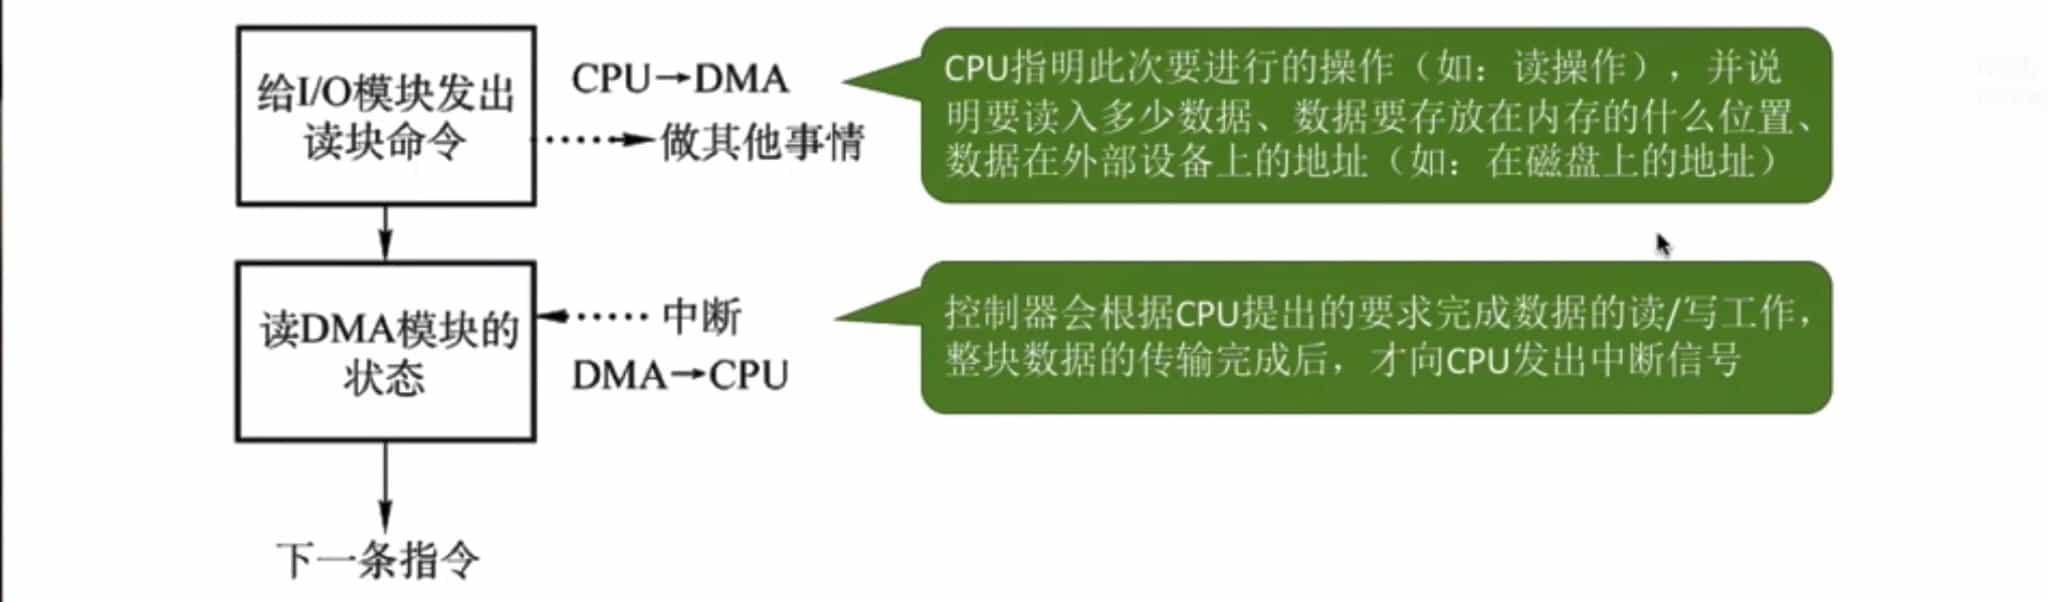 给I/O模块发出
读块命令
CPU→DMA
做其他事情
CPU指明此次要进行的操作（如：读操作），并说
明要读入多少数据、数据要存放在内存的什么位置、
数据在外部设备上的地址（如：在磁盘上的地址）
读DMA模块的
状态
中断
DMA→CPU
控制器会根据CPU提出的要求完成数据的读/写工作，
整块数据的传输完成后，才向CPU发出中断信号
下一条指令